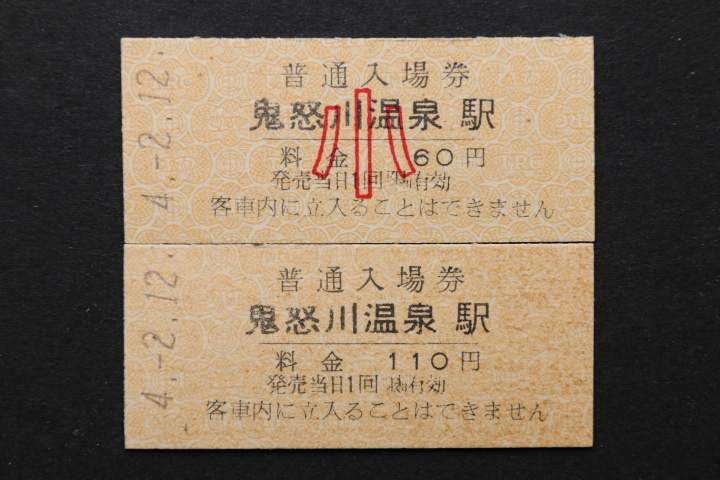 4.-2.12.
普通入場券
鬼怒川温泉駅
小
料金 60円
発売当日1回限り有効
客車内に立入ることはできません
4.-2.12.
普通入場券
鬼怒川温泉駅
料金 110円
発売当日1回限り有効
客車内に立入ることはできません